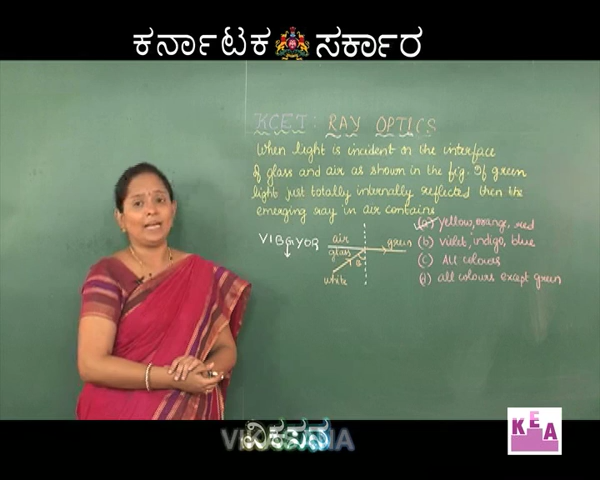 ಕರ್ನಾಟಕ ಸರ್ಕಾರ
KCET : RAY OPTICS
When light is incident on the interface
of glass and air as shown in the fig. If green
light just totally internally reflected then the
emerging ray in air contains
(a) yellow, orange, red
VIBGYOR
air
green
(b) violet, indigo, blue
glass
(c) All colours
white
(d) all colours except green
ವಿಕಸನ
KEA